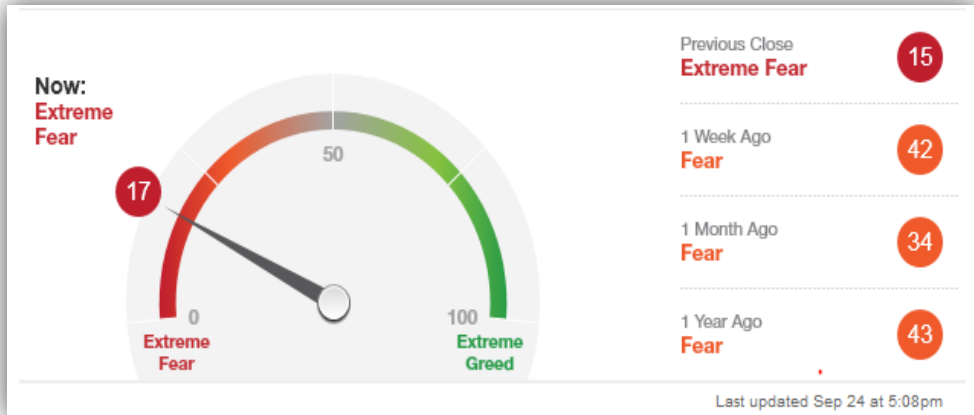 Now:
Extreme
Fear
17
50
0
100
Extreme
Fear
Extreme
Greed
Previous Close
Extreme Fear
15
1 Week Ago
Fear
42
1 Month Ago
Fear
34
1 Year Ago
Fear
43
Last updated Sep 24 at 5:08pm